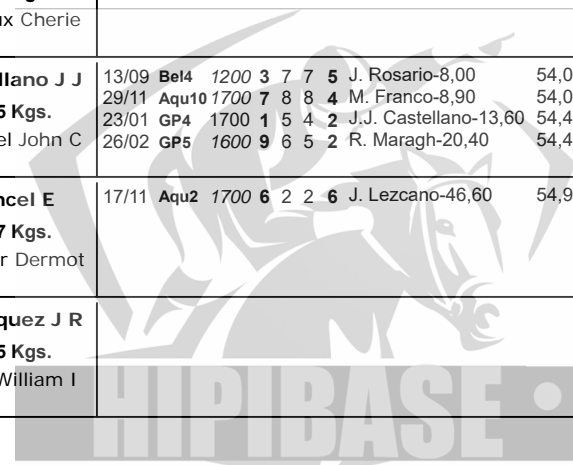 ux Cherie
llano J J
5 Kgs.
el John C
13/09 Bel4 1200 3 7 7 5 J. Rosario-8,00 54,0
29/11 Aqu10 1700 7 8 8 4 M. Franco-8,90 54,0
23/01 GP4 1700 1 5 4 2 J.J. Castellano-13,60 54,4
26/02 GP5 1600 9 6 5 2 R. Maragh-20,40 54,4
ncel E
7 Kgs.
r Dermot
17/11 Aqu2 1700 6 2 2 6 J. Lezcano-46,60 54,9
quez J R
5 Kgs.
William I
HIPIBASE